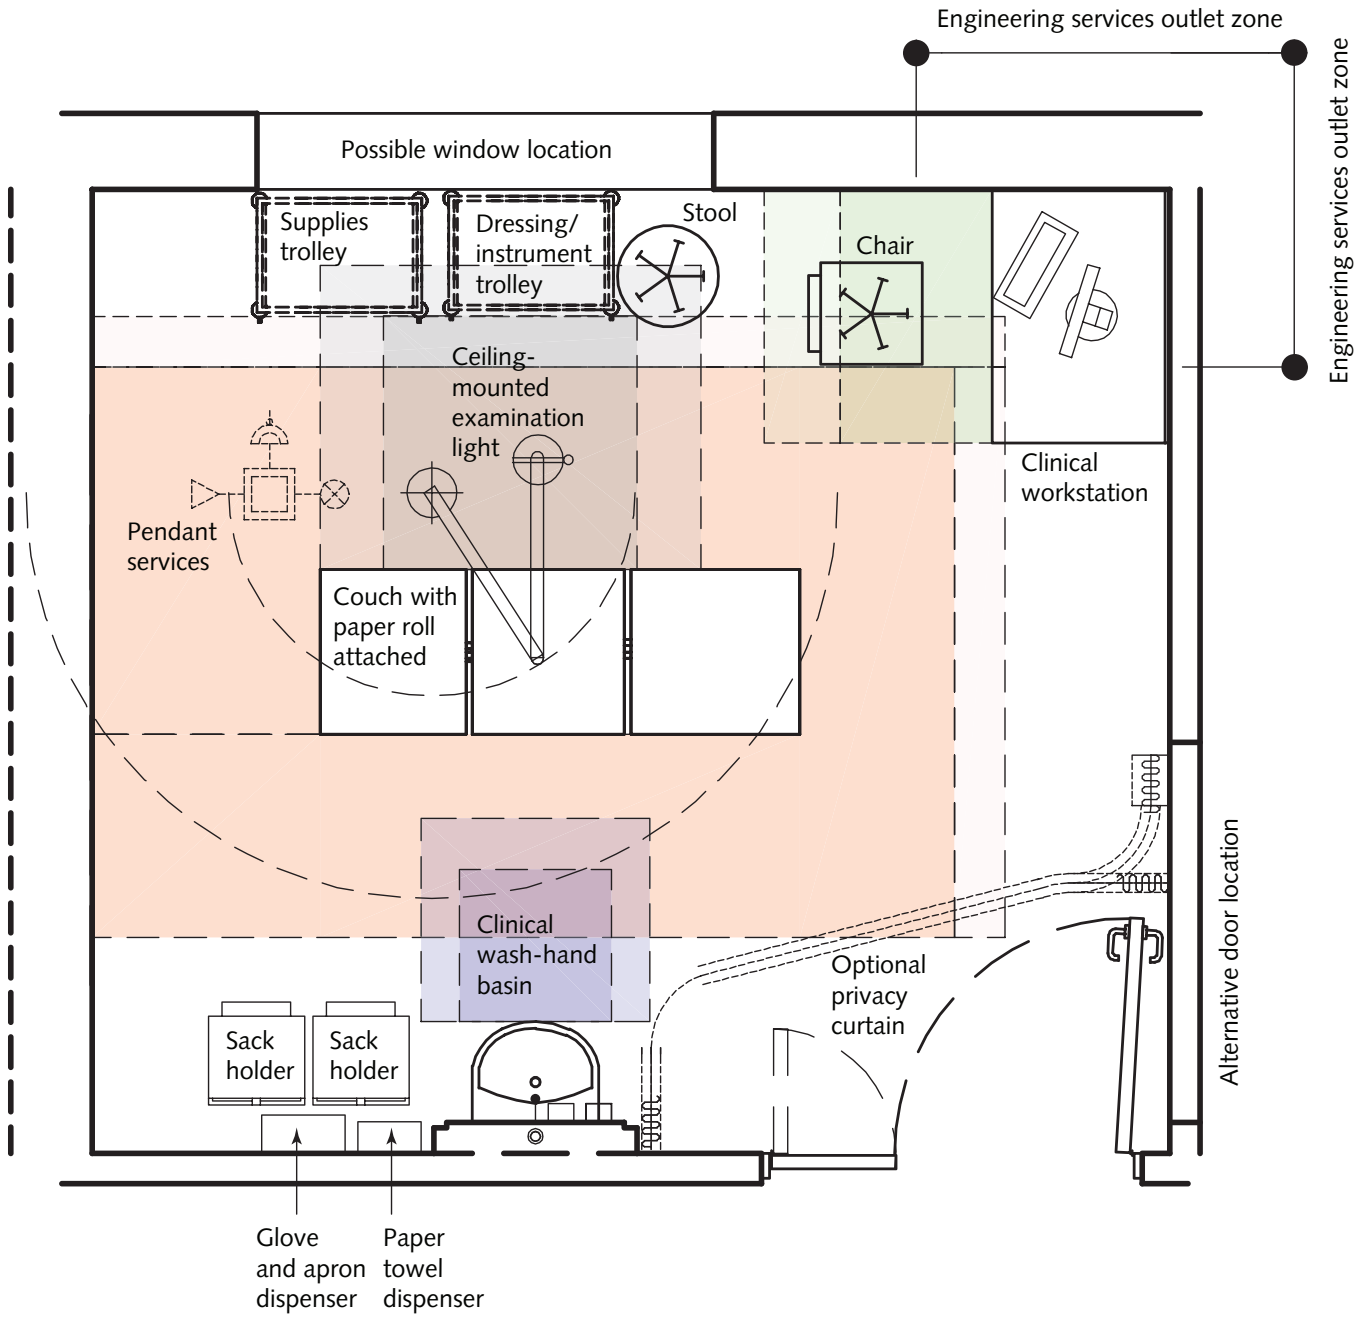 Engineering services outlet zone
Engineering services outlet zone
Possible window location
Supplies
trolley
Dressing/
instrument
trolley
Stool
Chair
Ceiling-
mounted
examination
light
Clinical
workstation
Pendant
services
Couch with
paper roll
attached
Clinical
wash-hand
basin
Optional
privacy
curtain
Alternative door location
Sack
holder
Sack
holder
Glove
and apron
dispenser
Paper
towel
dispenser